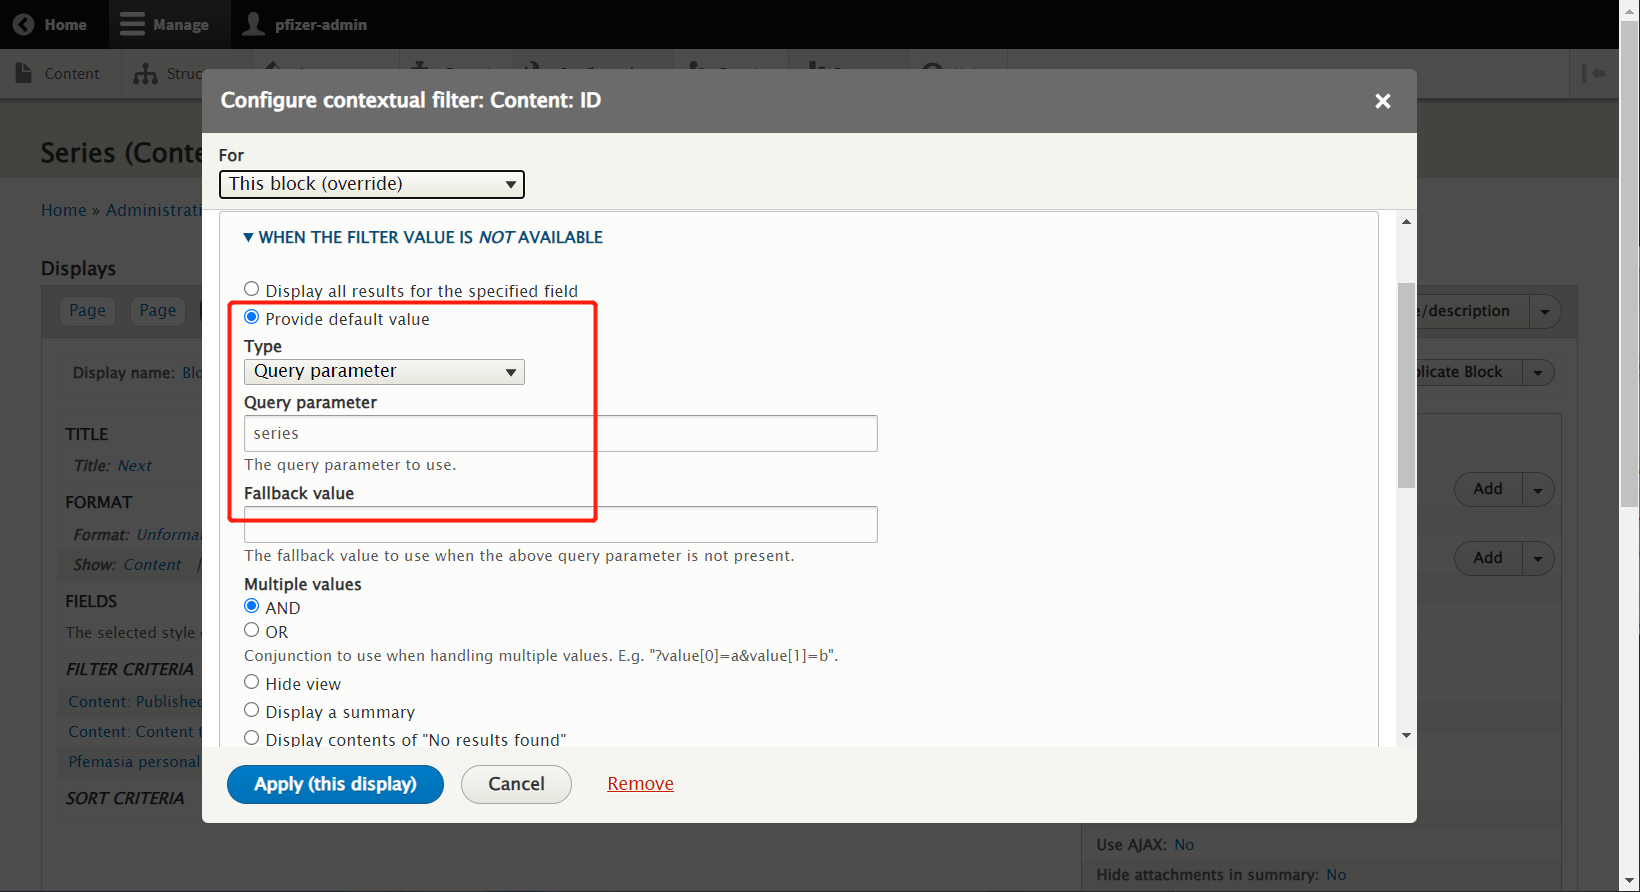 Home
Manage
pfizer-admin
Content
Struc
Configure contextual filter: Content: ID
Series (Conte
For
This block (override)
Home » Administrati
WHEN THE FILTER VALUE IS NOT AVAILABLE
Displays
Display all results for the specified field
Page
Page
Provide default value
e/description
Type
Query parameter
Display name: Blo
plicate Block
Query parameter
series
TITLE
Title: Next
The query parameter to use.
Fallback value
Add
FORMAT
Format: Unforma
The fallback value to use when the above query parameter is not present.
Show: Content |
Add
Multiple values
FIELDS
AND
The selected style
OR
Conjunction to use when handling multiple values. E.g. "?value[0]=a&value[1]=b".
FILTER CRITERIA
Hide view
Content: Published
Display a summary
Content: Content t
Display contents of "No results found"
Pfemasia personal
Apply (this display)
Cancel
Remove
SORT CRITERIA
Use AJAX: No
Hide attachments in summary: No